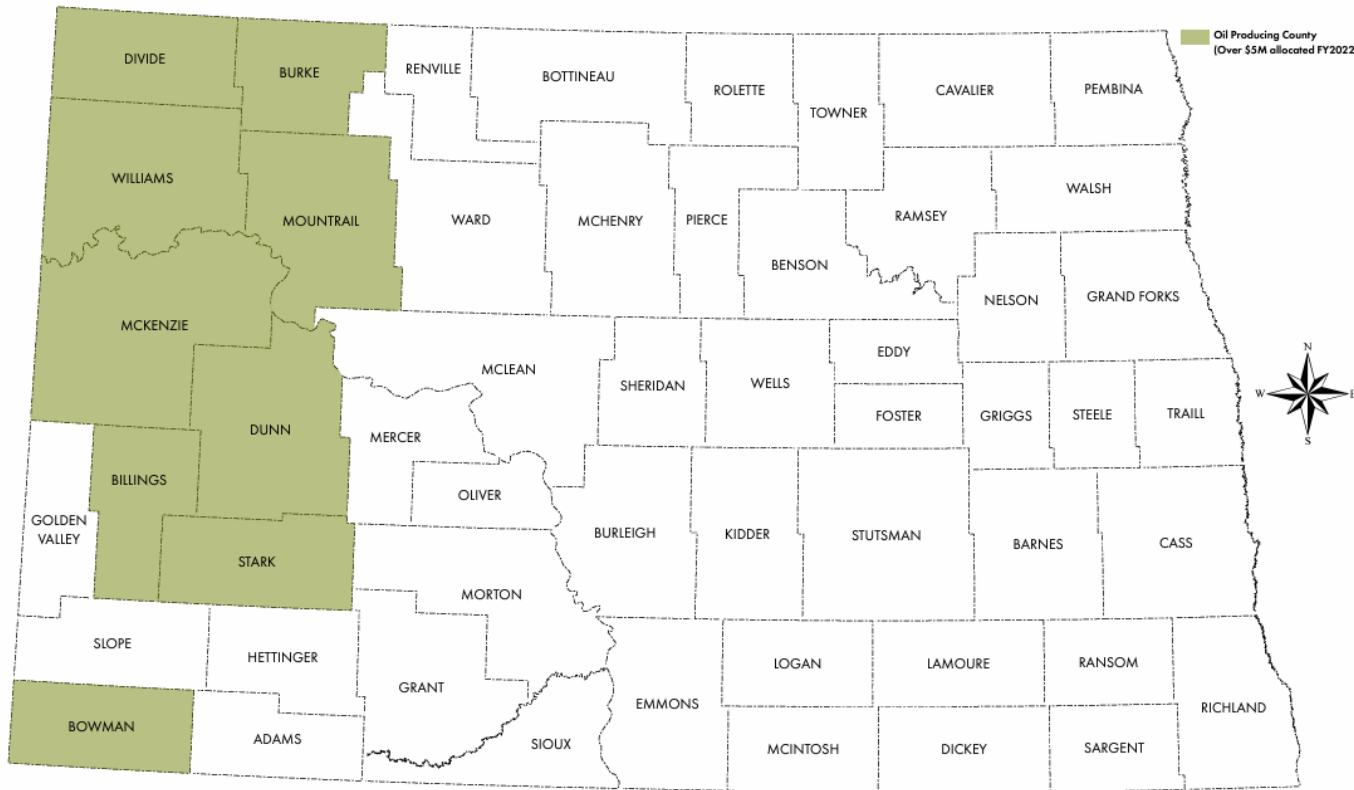 Oil Producing County
(Over $5M allocated FY2022
DIVIDE
BURKE
RENVILLE
BOTTINEAU
ROLETTE
TOWNER
CAVALIER
PEMBINA
WILLIAMS
MOUNTRAIL
WARD
MCHENRY
PIERCE
BENSON
RAMSEY
WALSH
NELSON
GRAND FORKS
MCKENZIE
DUNN
MCLEAN
SHERIDAN
WELLS
EDDY
FOSTER
GRIGGS
STEELE
TRAILL
N
W
E
S
MERCER
OLIVER
BILLINGS
GOLDEN
VALLEY
STARK
BURLEIGH
KIDDER
STUTSMAN
BARNES
CASS
MORTON
SLOPE
HETTINGER
GRANT
LOGAN
LAMOURE
RANSOM
RICHLAND
BOWMAN
ADAMS
SIOUX
EMMONS
MCINTOSH
DICKEY
SARGENT